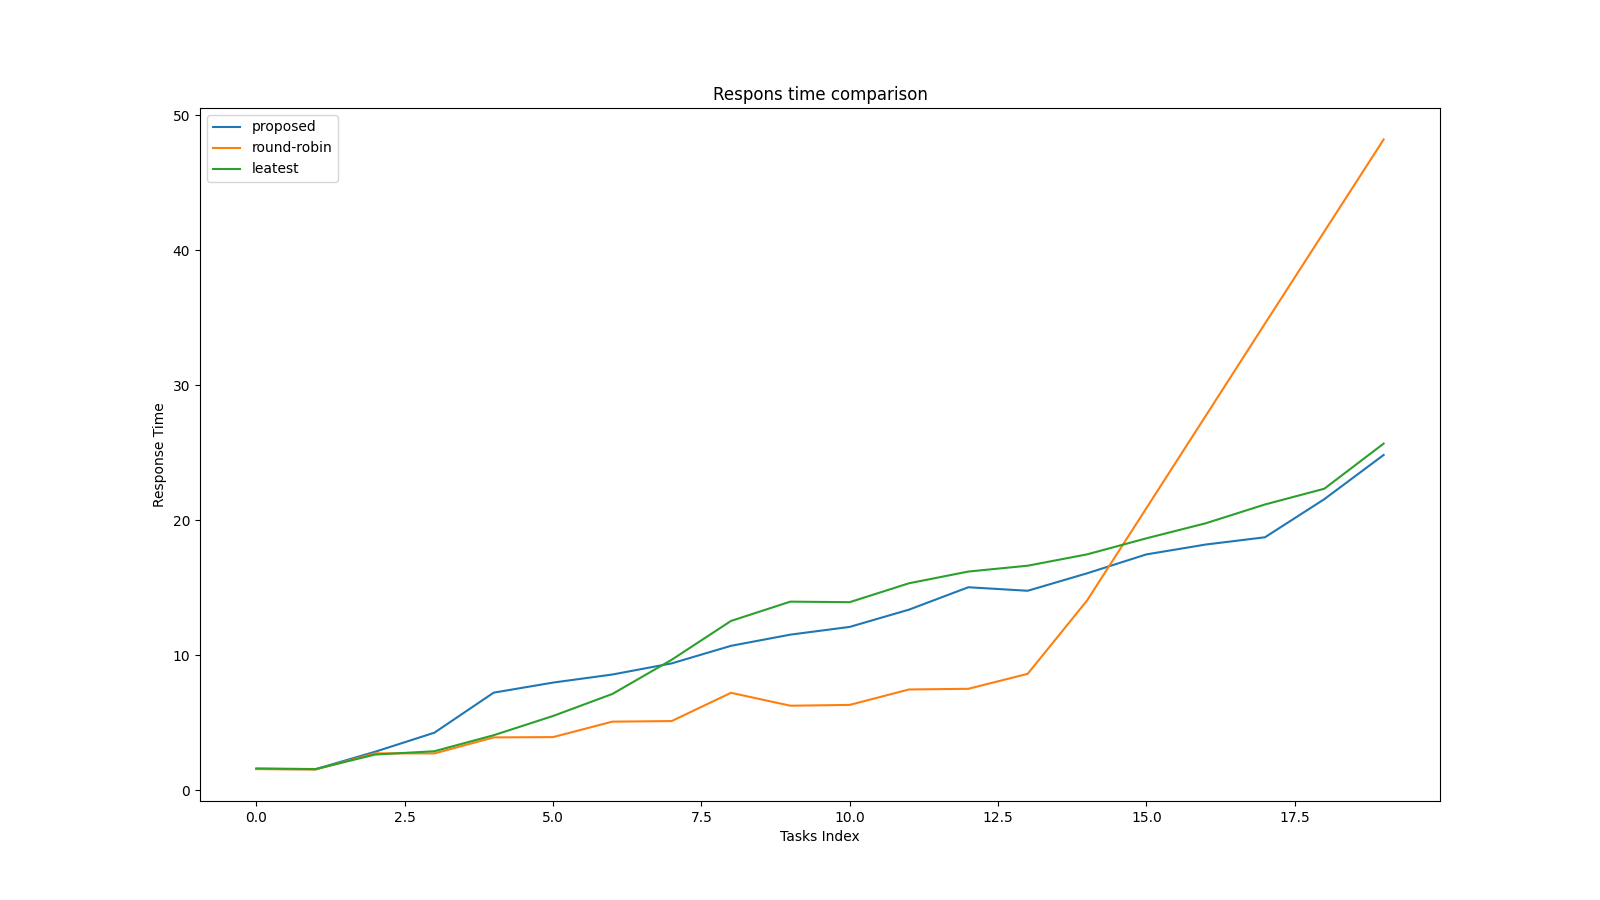 Respons time comparison
50
proposed
round-robin
leatest
40
30
20
10
0
Response Time
0.0 2.5 5.0 7.5 10.0 12.5 15.0 17.5
Tasks Index